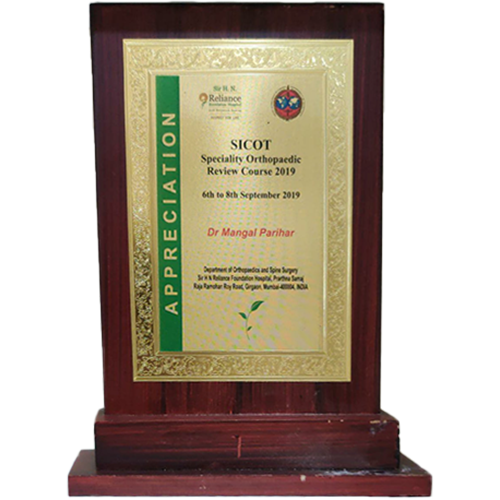 APPRECIATION
Sir H. N.
Reliance
Foundation Hospital
SICOT
Speciality Orthopaedic
Review Course 2019
6th to 8th September 2019
Dr Mangal Parihar
Department of Orthopaedics and Spine Surgery
Sir H N Reliance Foundation Hospital, Prarthna Samaj
Raja Ramohan Roy Road, Girgaon, Mumbai-400004, INDIA